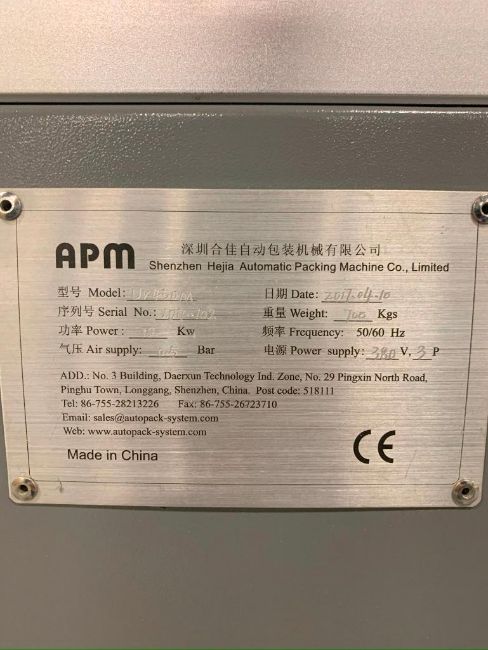 APM
深圳合佳自动包装机械有限公司
Shenzhen Hejia Automatic Packing Machine Co., Limited
型号 Model:
日期 Date: 2017.04.10
序列号 Serial No.:
重量 Weight: 700 Kgs
功率 Power: Kw
频率 Frequency: 50/60 Hz
气压 Air supply: Bar
电源 Power supply: 380 V, 3 P
ADD.: No. 3 Building, Daerxun Technology Ind. Zone, No. 29 Pingxin North Road,
Pinghu Town, Longgang, Shenzhen, China. Post code: 518111
Tel: 86-755-28213226 Fax: 86-755-26723710
Email: sales@autopack-system.com
Web: www.autopack-system.com
Made in China
CE